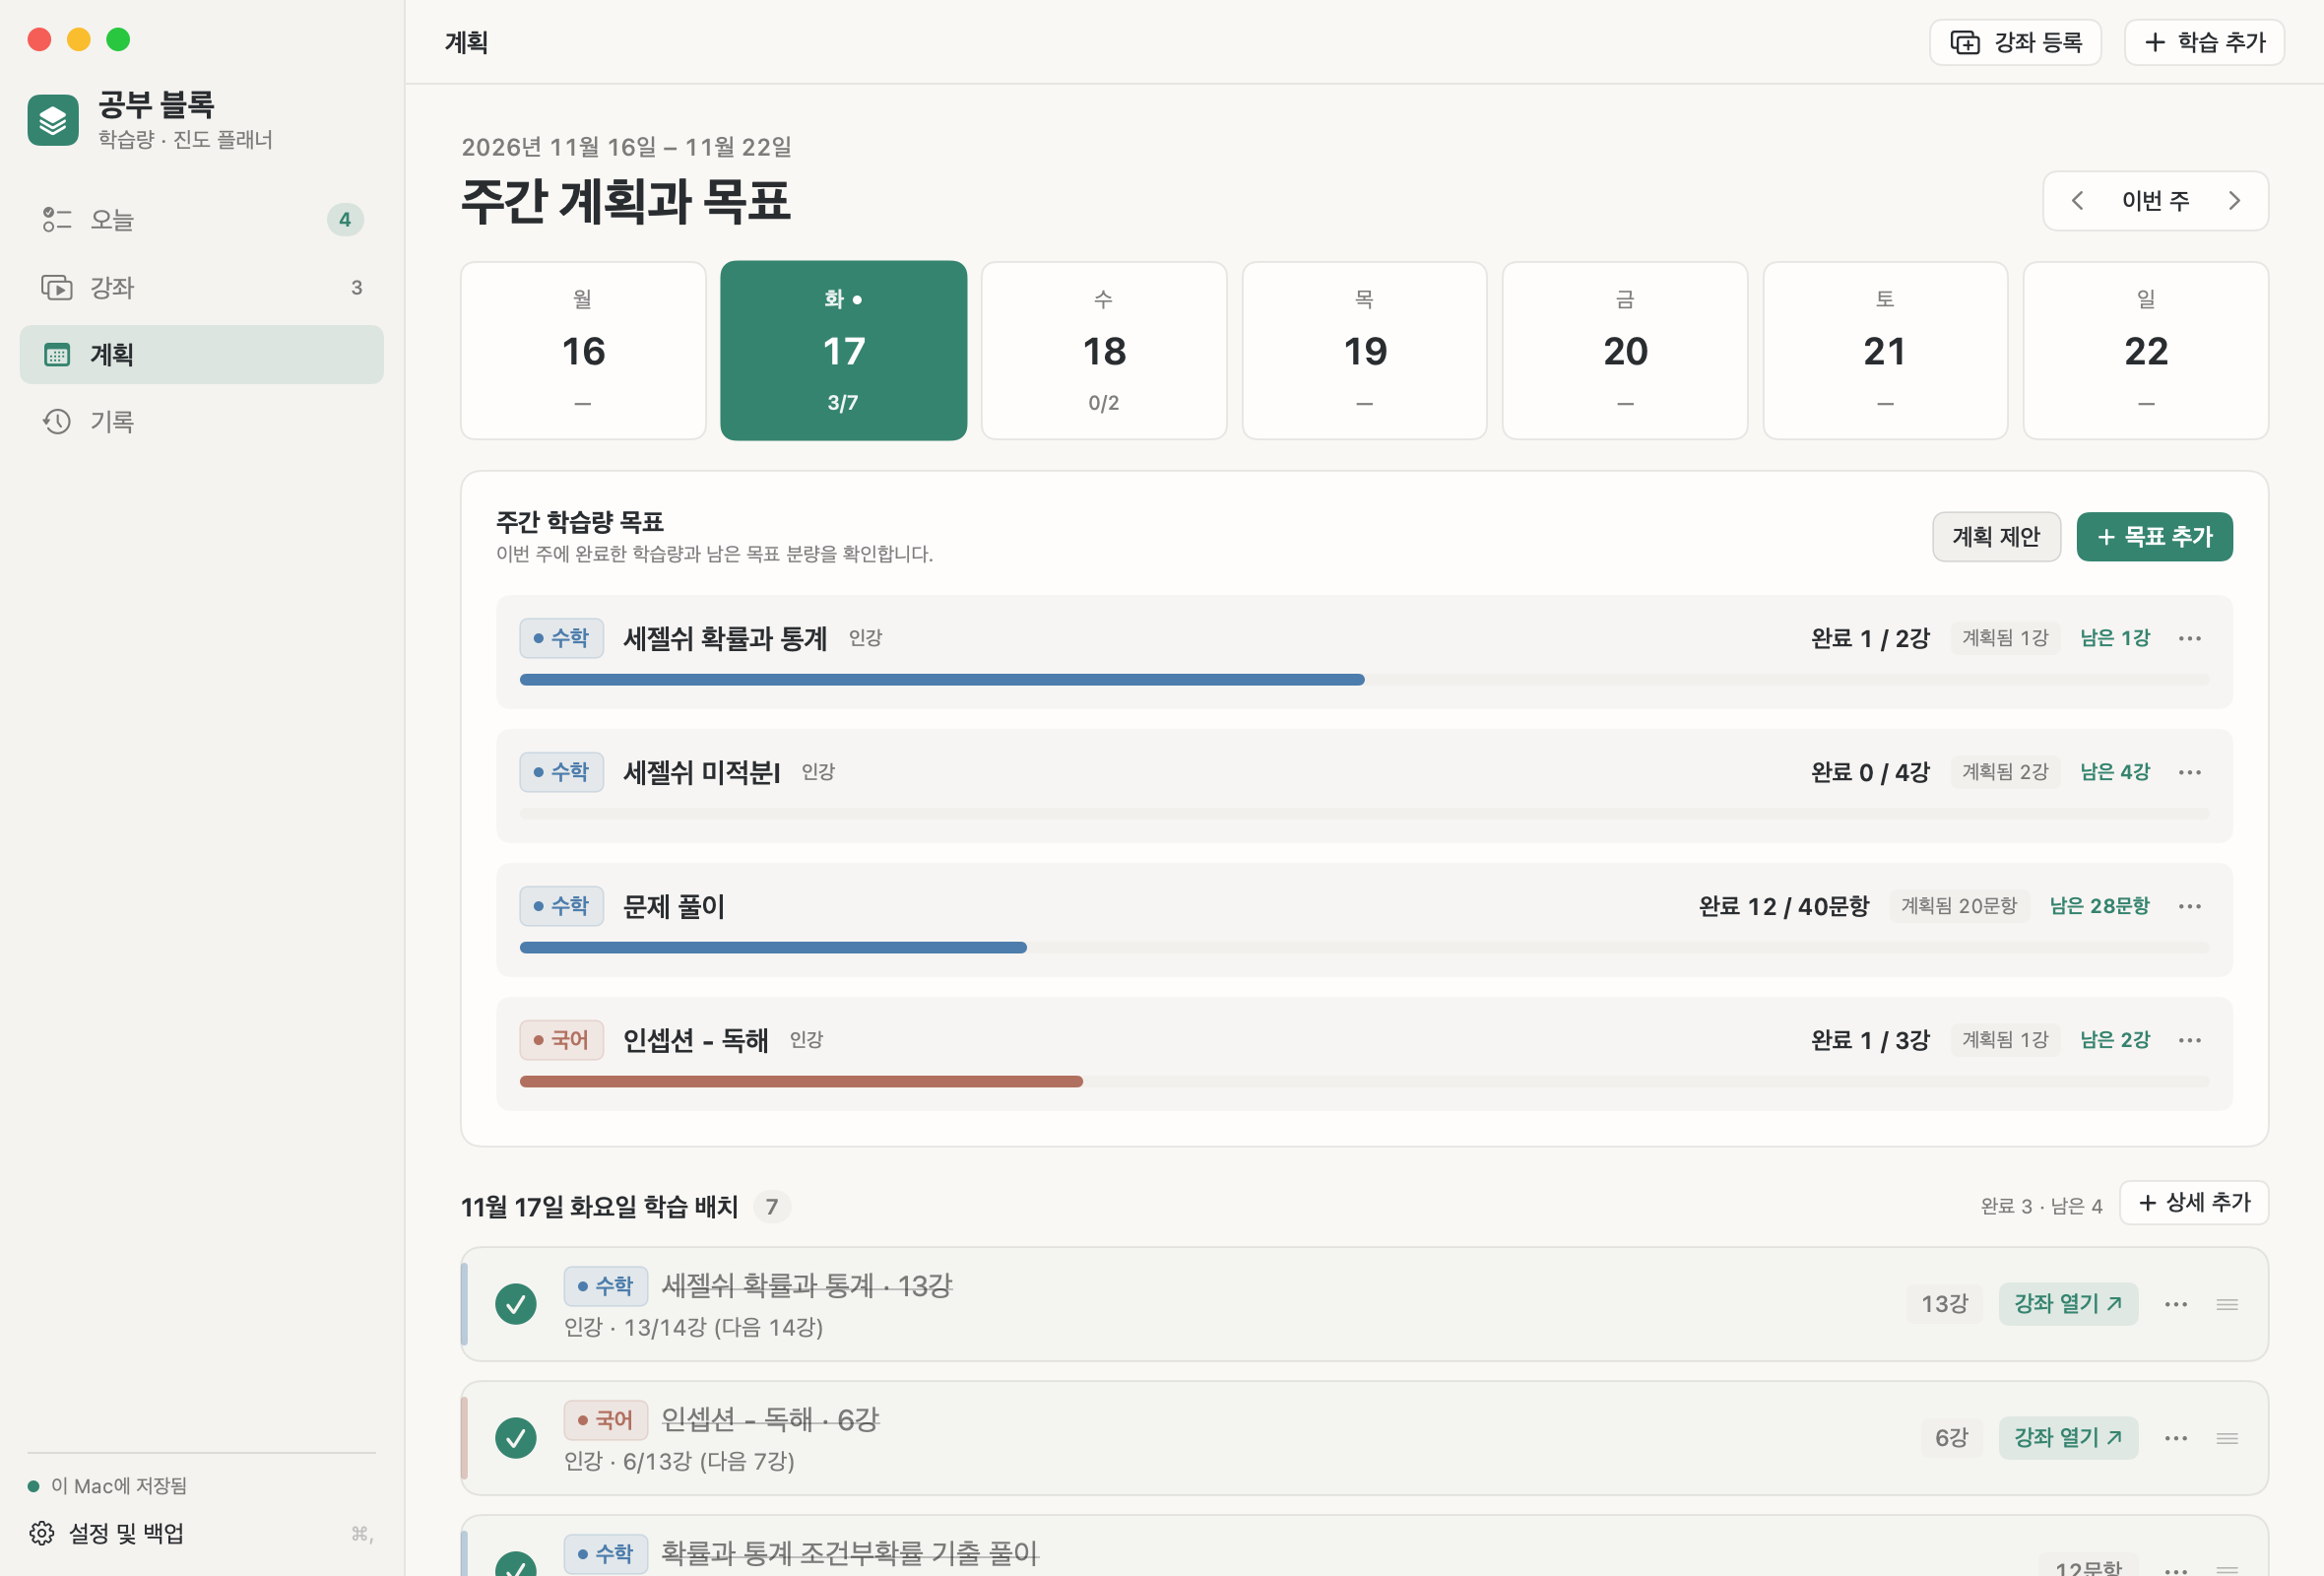 공부 블록
학습량 · 진도 플래너
오늘
4
강좌
3
계획
기록
이 Mac에 저장됨
설정 및 백업
⌘,
계획
강좌 등록
+ 학습 추가
2026년 11월 16일 – 11월 22일
주간 계획과 목표
이번 주
월
16
—
화
17
3/7
수
18
0/2
목
19
—
금
20
—
토
21
—
일
22
—
주간 학습량 목표
이번 주에 완료한 학습량과 남은 목표 분량을 확인합니다.
계획 제안
+ 목표 추가
수학 세젤쉬 확률과 통계 인강 완료 1 / 2강 계획됨 1강 남은 1강
수학 세젤쉬 미적분I 인강 완료 0 / 4강 계획됨 2강 남은 4강
수학 문제 풀이 완료 12 / 40문항 계획됨 20문항 남은 28문항
국어 인셉션 - 독해 인강 완료 1 / 3강 계획됨 1강 남은 2강
11월 17일 화요일 학습 배치 7
완료 3 · 남은 4
+ 상세 추가
수학 세젤쉬 확률과 통계 · 13강
인강 · 13/14강 (다음 14강)
13강 강좌 열기
국어 인셉션 - 독해 · 6강
인강 · 6/13강 (다음 7강)
6강 강좌 열기
수학 확률과 통계 조건부확률 기출 풀이
12문항